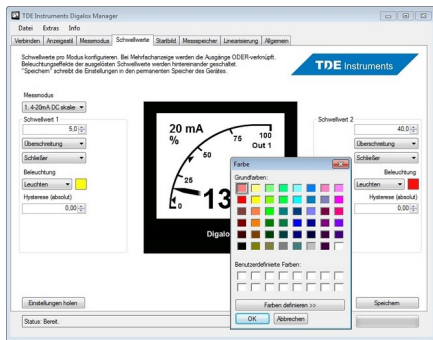 TDE Instruments Digalox Manager
Datei Extras Info
Verbinden Anzeigestil Messmodus Schwellwerte Startbild Messspeicher Linearisierung Allgemein
Schwellwerte pro Modus konfigurieren. Bei Mehrfachanzeige werden die Ausgänge ODER-verknüpft.
Beleuchtungseffekte der ausgelösten Schwellwerte werden hintereinander geschaltet.
"Speichern" schreibt die Einstellungen in den permanenten Speicher des Gerätes.
TDE Instruments
Messmodus
1. 4-20mA DC skalie
Schwellwert 1
5,0
Überschreitung
Schließer
Beleuchtung
Leuchten
Hysterese (absolut)
0,00
20 mA
%
0
25
50
75
100
Out 1
13
Digalo
Schwellwert 2
40,0
Überschreitung
Schließer
Beleuchtung
Leuchten
Hysterese (absolut)
0,00
Farbe
Grundfarben:
Benutzerdefinierte Farben:
Farben definieren >>
OK Abbrechen
Einstellungen holen
Speichern
Status: Bereit.